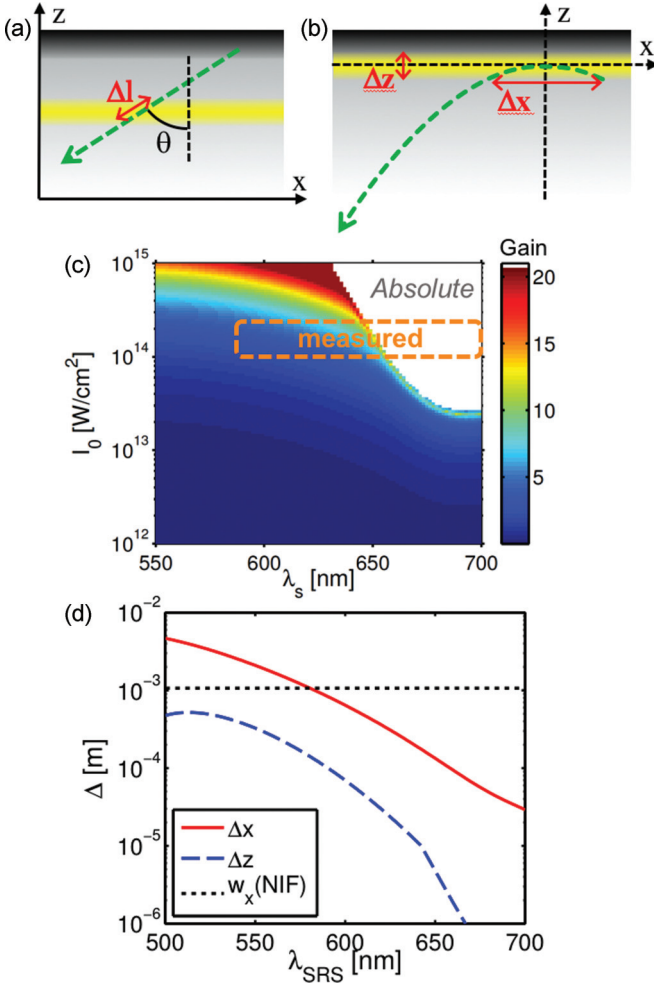 (a)
z
Δl
θ
x
(b)
z
x
Δz
Δx
(c)
Gain
10^15
10^14
10^13
10^12
I_0 [W/cm^2]
Absolute
measured
20
15
10
5
550
600
650
700
λ_s [nm]
(d)
10^-2
10^-3
10^-4
10^-5
10^-6
Δ [m]
Δx
Δz
w_x(NIF)
500
550
600
650
700
λ_SRS [nm]